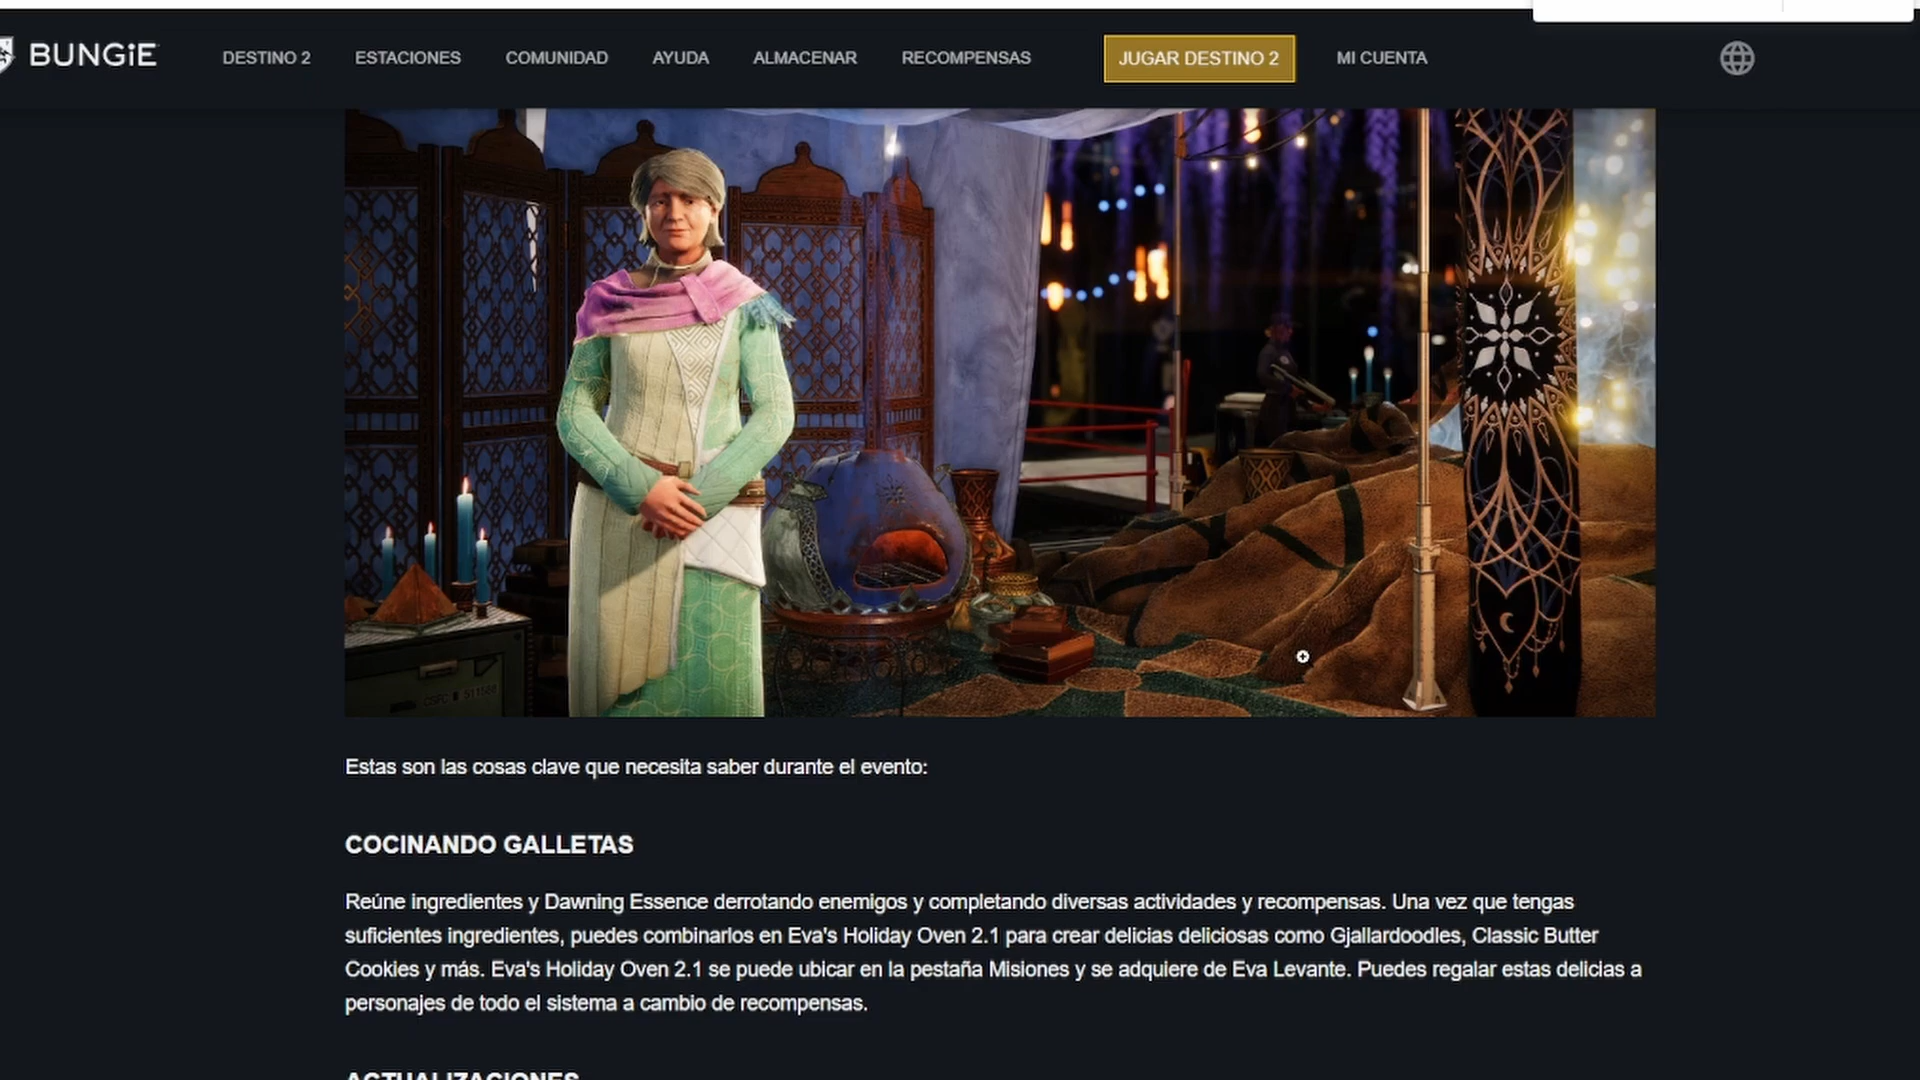 BUNGiE
DESTINO 2 ESTACIONES COMUNIDAD AYUDA ALMACENAR RECOMPENSAS JUGAR DESTINO 2 MI CUENTA
Estas son las cosas clave que necesita saber durante el evento:
COCINANDO GALLETAS
Reúne ingredientes y Dawning Essence derrotando enemigos y completando diversas actividades y recompensas. Una vez que tengas
suficientes ingredientes, puedes combinarlos en Eva's Holiday Oven 2.1 para crear delicias deliciosas como Gjallardoodles, Classic Butter
Cookies y más. Eva's Holiday Oven 2.1 se puede ubicar en la pestaña Misiones y se adquiere de Eva Levante. Puedes regalar estas delicias a
personajes de todo el sistema a cambio de recompensas.
ACTUALIZACIONES